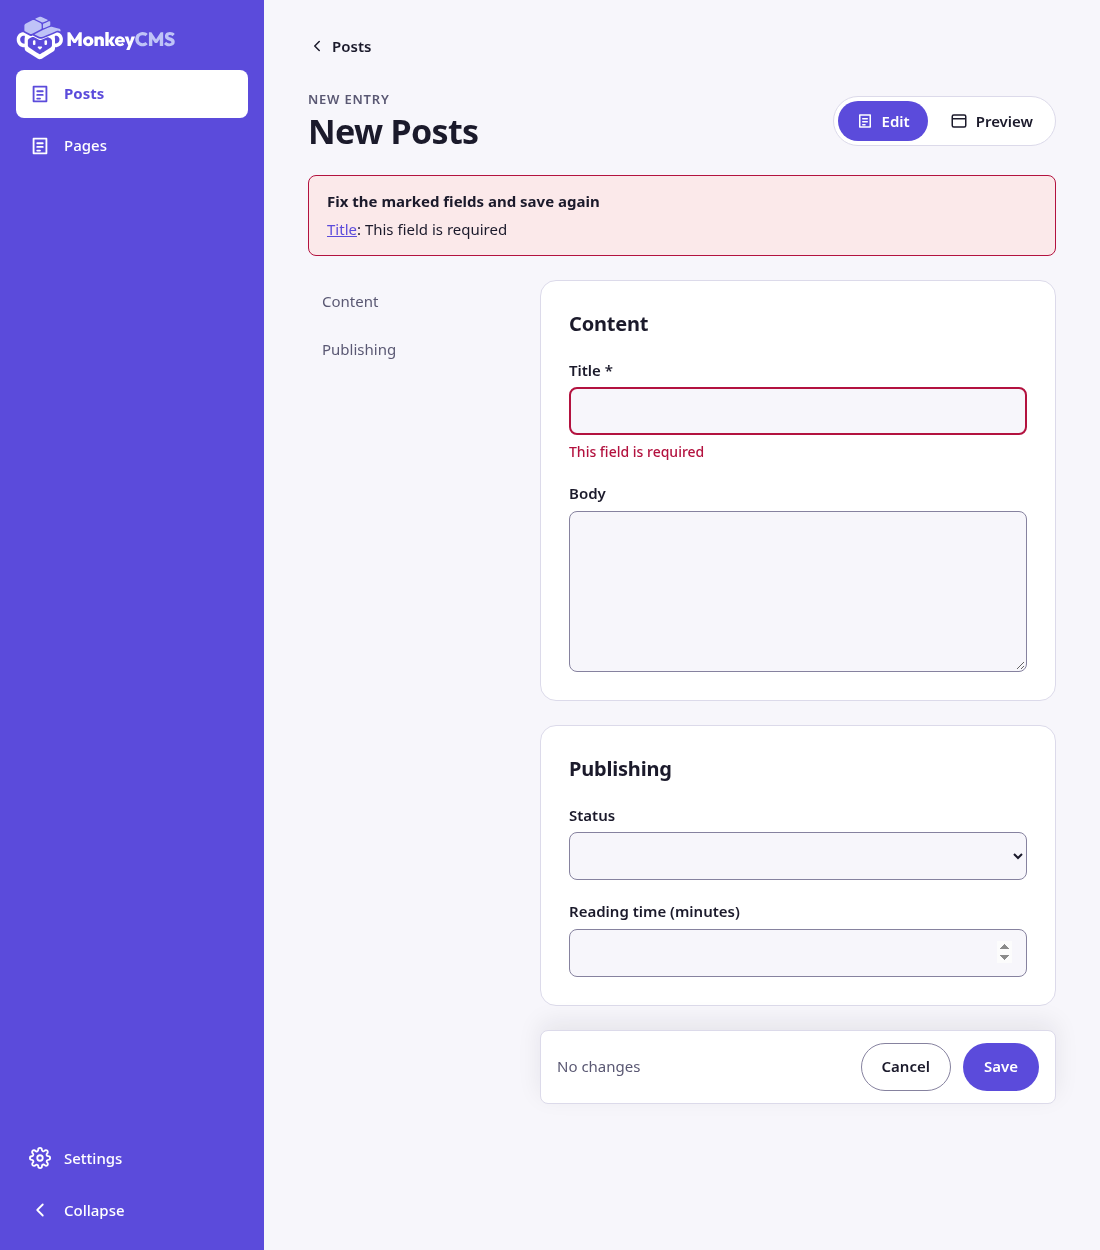 MonkeyCMS
Posts
Pages
Settings
Collapse
Posts
NEW ENTRY
New Posts
Edit
Preview
Fix the marked fields and save again
Title: This field is required
Content
Publishing
Content
Title *
This field is required
Body
Publishing
Status
Reading time (minutes)
No changes
Cancel
Save